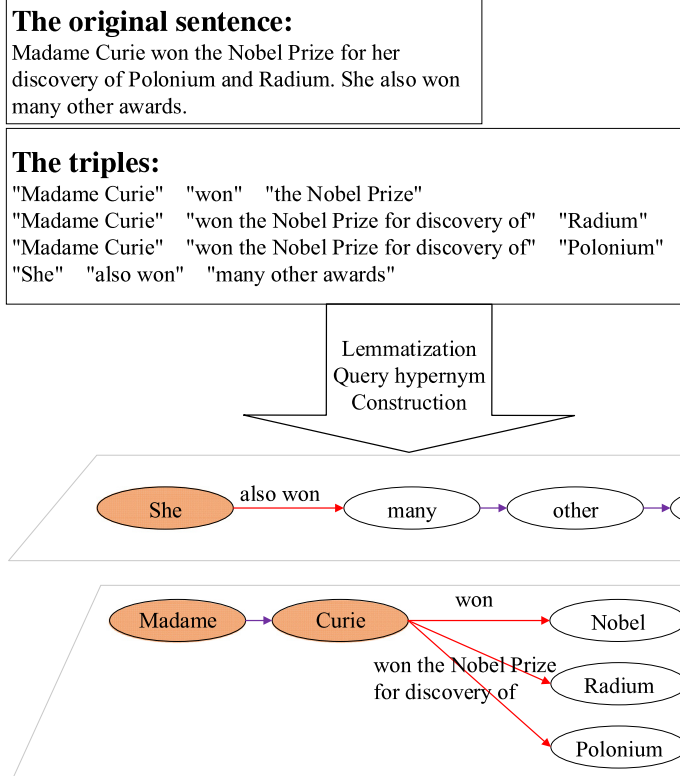 The original sentence:
Madame Curie won the Nobel Prize for her
discovery of Polonium and Radium. She also won
many other awards.
The triples:
"Madame Curie" "won" "the Nobel Prize"
"Madame Curie" "won the Nobel Prize for discovery of" "Radium"
"Madame Curie" "won the Nobel Prize for discovery of" "Polonium"
"She" "also won" "many other awards"
Lemmatization
Query hypernym
Construction
She
also won
many
other
Madame
Curie
won
Nobel
won the Nobel Prize
for discovery of
Radium
Polonium